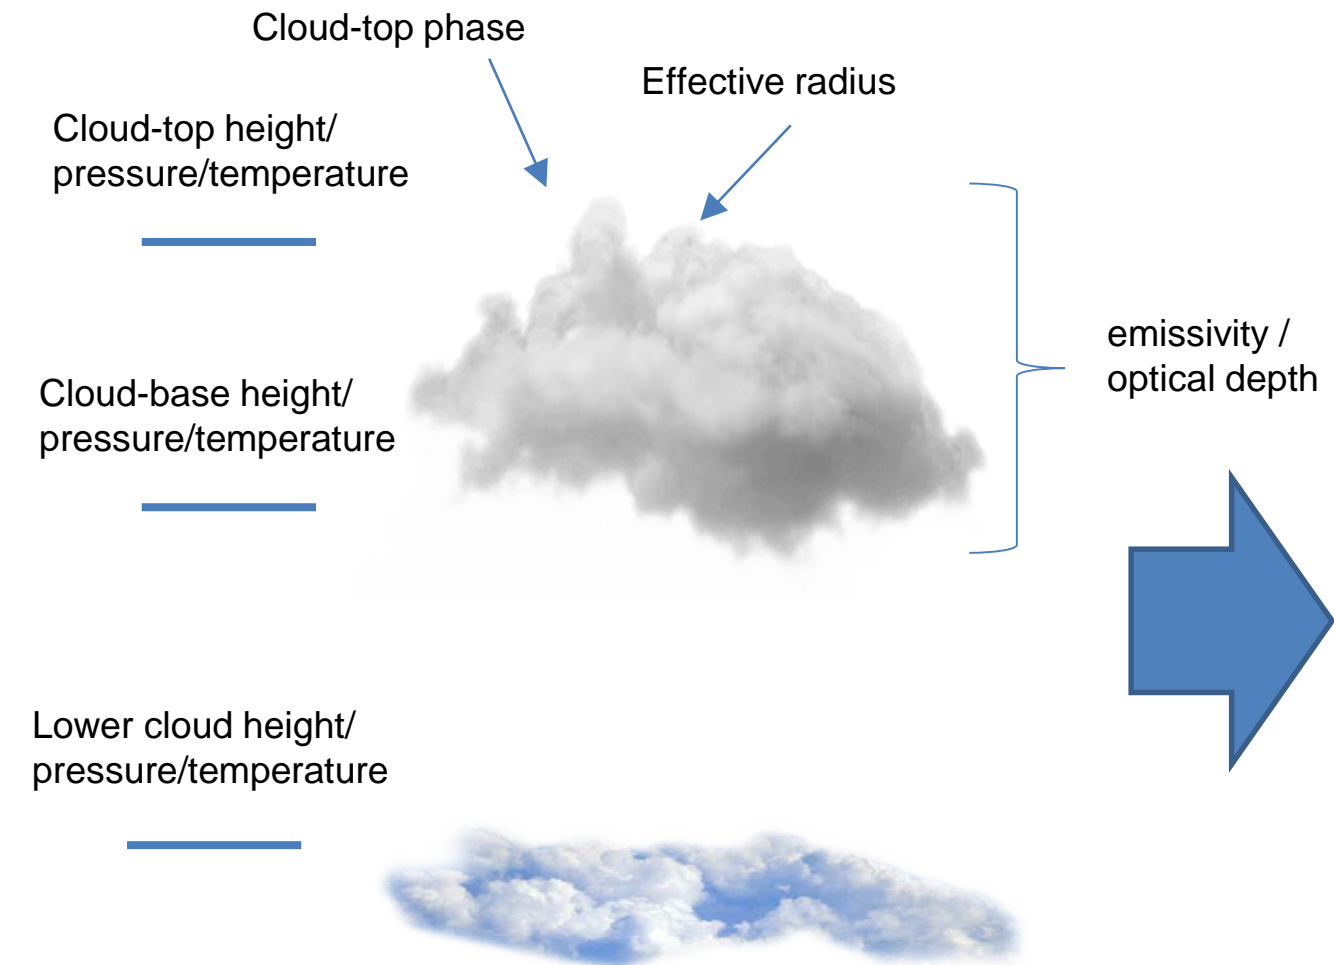 Cloud-top phase
Effective radius
Cloud-top height/
pressure/temperature
emissivity /
optical depth
Cloud-base height/
pressure/temperature
Lower cloud height/
pressure/temperature